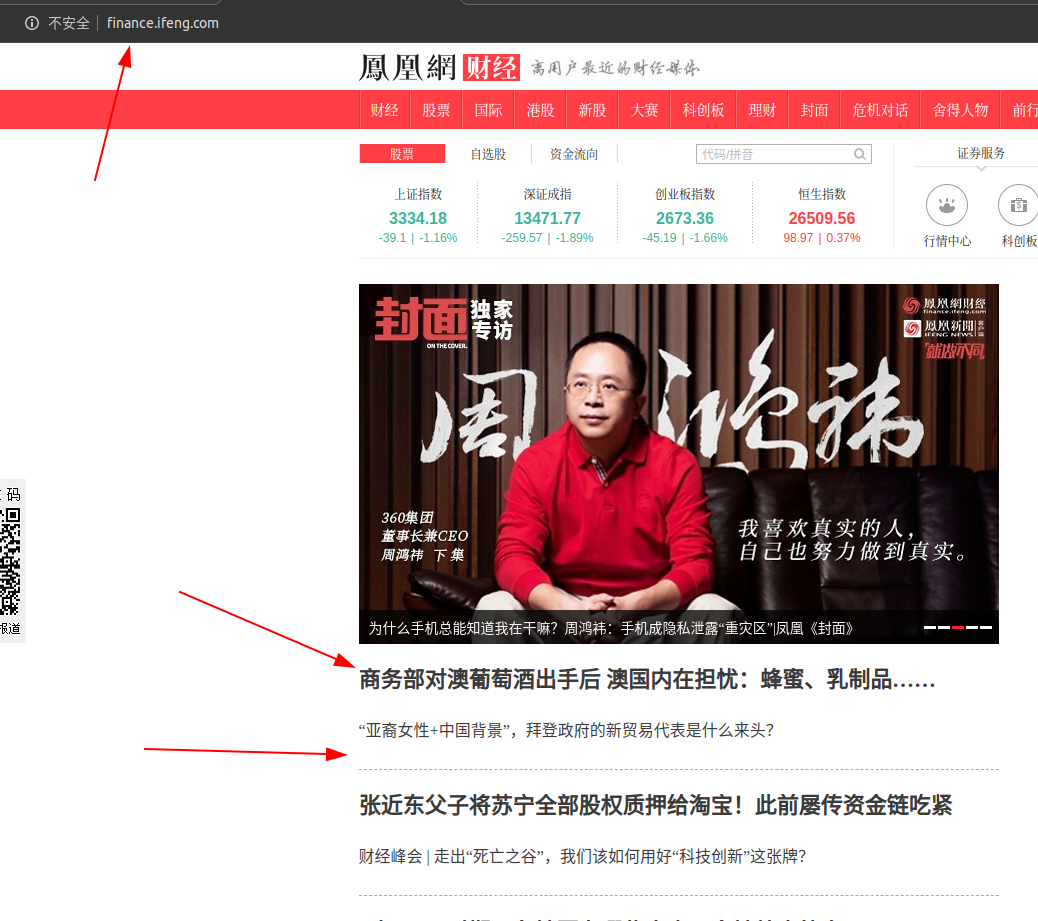 不安全 finance.ifeng.com
鳳凰網 财经 离用户最近的财经媒体
财经 股票 国际 港股 新股 大赛 科创板 理财 封面 危机对话 舍得人物 前行
股票 自选股 资金流向 代码/拼音 证券服务
上证指数 深证成指 创业板指数 恒生指数
3334.18 13471.77 2673.36 26509.56
-39.1 | -1.16% -259.57 | -1.89% -45.19 | -1.66% 98.97 | 0.37%
行情中心 科创板
封面 独家专访
ON THE COVER.
鳳凰網财经
finance.ifeng.com
鳳凰新聞 客户端
IFENG NEWS
就做不同
周鸿祎
360集团
董事长兼CEO
周鸿祎 下集
我喜欢真实的人，
自己也努力做到真实。
码
报道
为什么手机总能知道我在干嘛？周鸿祎：手机成隐私泄露“重灾区”|凤凰《封面》
商务部对澳葡萄酒出手后 澳国内在担忧：蜂蜜、乳制品……
“亚裔女性+中国背景”，拜登政府的新贸易代表是什么来头？
张近东父子将苏宁全部股权质押给淘宝！此前屡传资金链吃紧
财经峰会 | 走出“死亡之谷”，我们该如何用好“科技创新”这张牌？